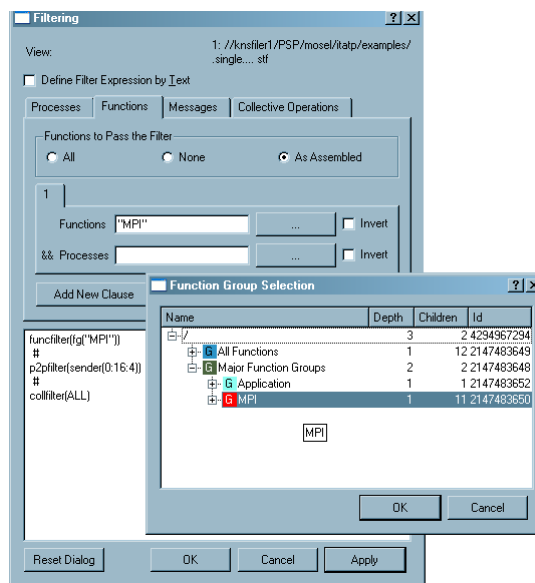 Filtering
View:
1: //knsfiler1/PSP/mosel/itatp/examples/
.single.... stf
Define Filter Expression by Text
Processes Functions Messages Collective Operations
Functions to Pass the Filter
All None As Assembled
1
Functions "MPI" ... Invert
&& Processes ... Invert
Add New Clause
funcfilter(fg("MPI"))
#
p2pfilter(sender(0:16:4))
#
collfilter(ALL)
Function Group Selection
Name Depth Children Id
/ 3 2 4294967294
G All Functions 1 12 2147483649
G Major Function Groups 2 2 2147483648
G Application 1 1 2147483652
G MPI 1 11 2147483650
MPI
OK Cancel
Reset Dialog OK Cancel Apply